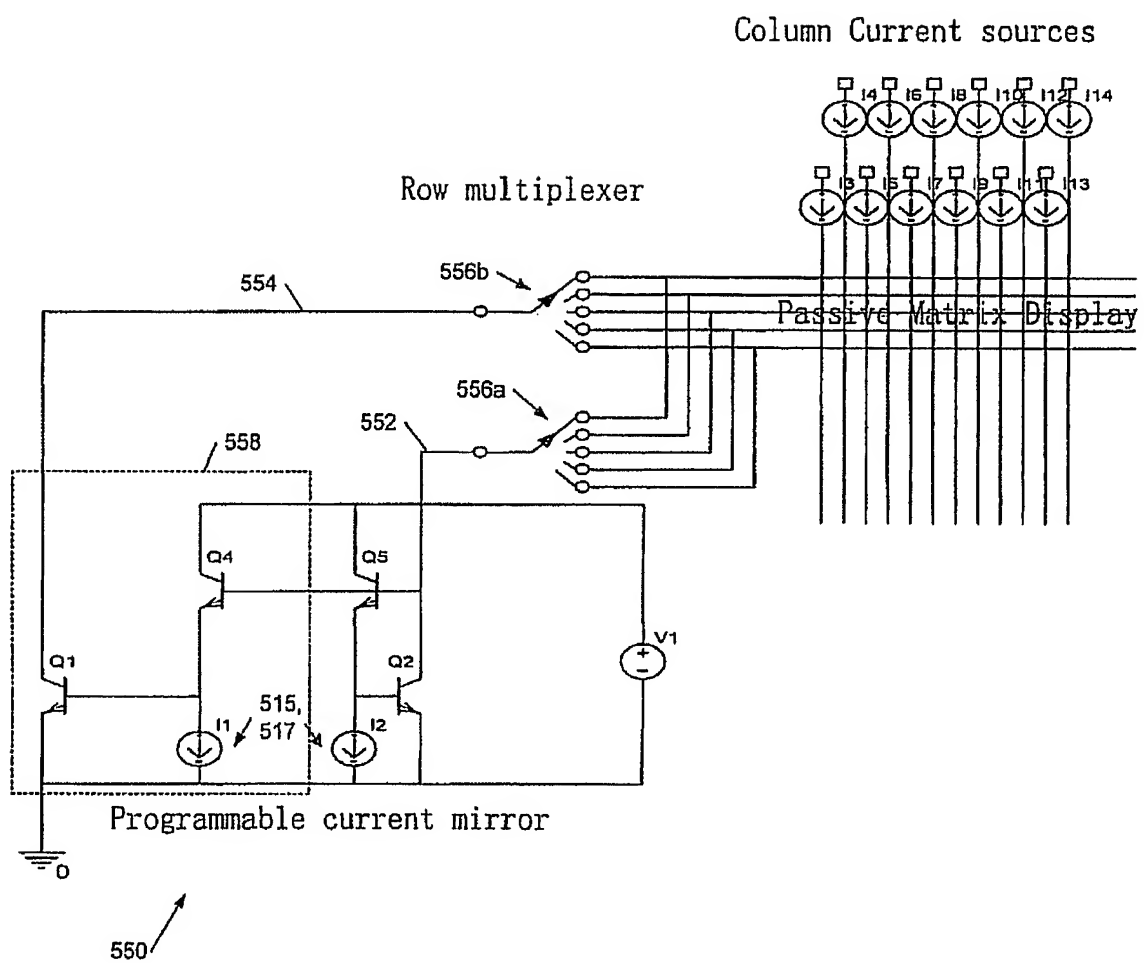 Column Current sources
I4 I6 I8 I10 I12 I14
I3 I5 I7 I9 I11 I13
Row multiplexer
556b
554
Passive Matrix Display
556a
552
558
Q4 Q5
V1
+
-
Q1 Q2
515,
517
I1 I2
Programmable current mirror
0
550